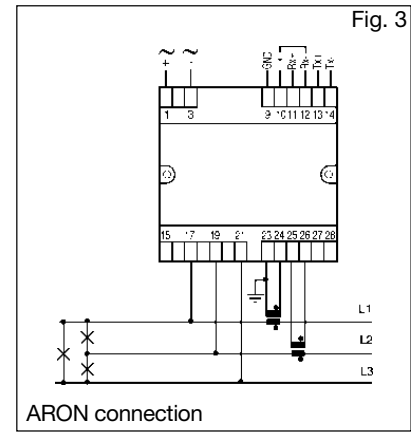 Fig. 3
~ ~
+ -
GND * Rx+ Rx- Tx+ Tx-
1 3 9 10 11 12 13 14
15 17 19 21 23 24 25 26 27 28
L1
L2
L3
ARON connection